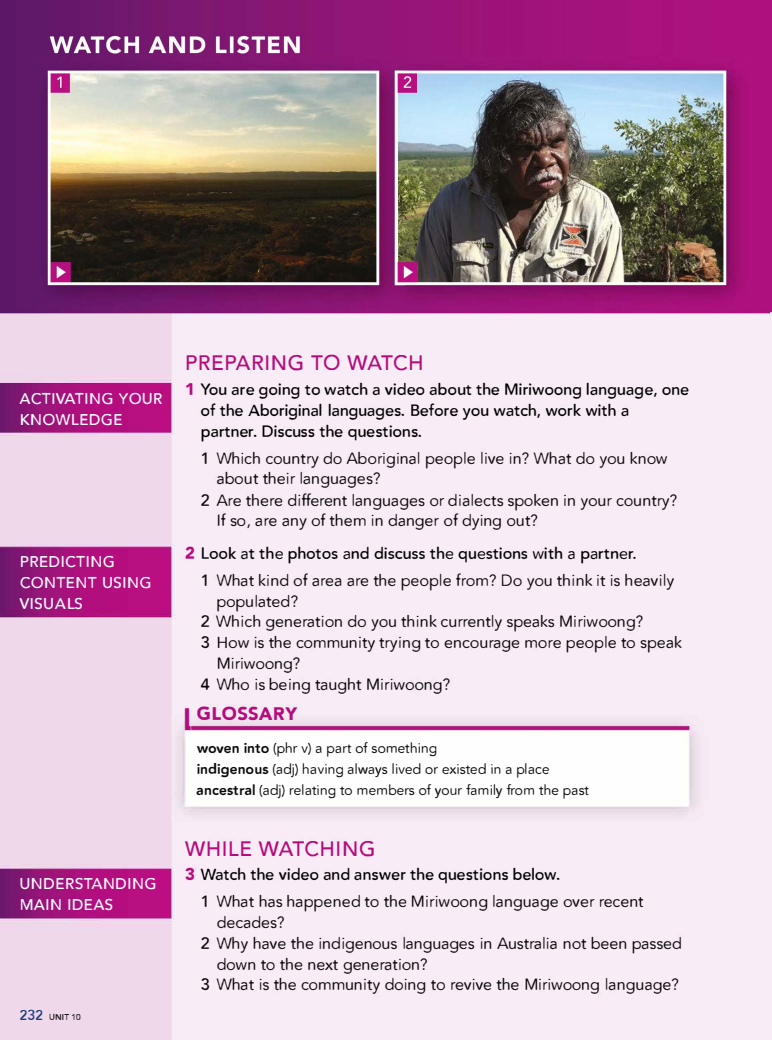 WATCH AND LISTEN
1
2
PREPARING TO WATCH
ACTIVATING YOUR
KNOWLEDGE
1 You are going to watch a video about the Miriwoong language, one
of the Aboriginal languages. Before you watch, work with a
partner. Discuss the questions.
1 Which country do Aboriginal people live in? What do you know
about their languages?
2 Are there different languages or dialects spoken in your country?
If so, are any of them in danger of dying out?
PREDICTING
CONTENT USING
VISUALS
2 Look at the photos and discuss the questions with a partner.
1 What kind of area are the people from? Do you think it is heavily
populated?
2 Which generation do you think currently speaks Miriwoong?
3 How is the community trying to encourage more people to speak
Miriwoong?
4 Who is being taught Miriwoong?
GLOSSARY
woven into (phr v) a part of something
indigenous (adj) having always lived or existed in a place
ancestral (adj) relating to members of your family from the past
WHILE WATCHING
UNDERSTANDING
MAIN IDEAS
3 Watch the video and answer the questions below.
1 What has happened to the Miriwoong language over recent
decades?
2 Why have the indigenous languages in Australia not been passed
down to the next generation?
3 What is the community doing to revive the Miriwoong language?
232 UNIT 10